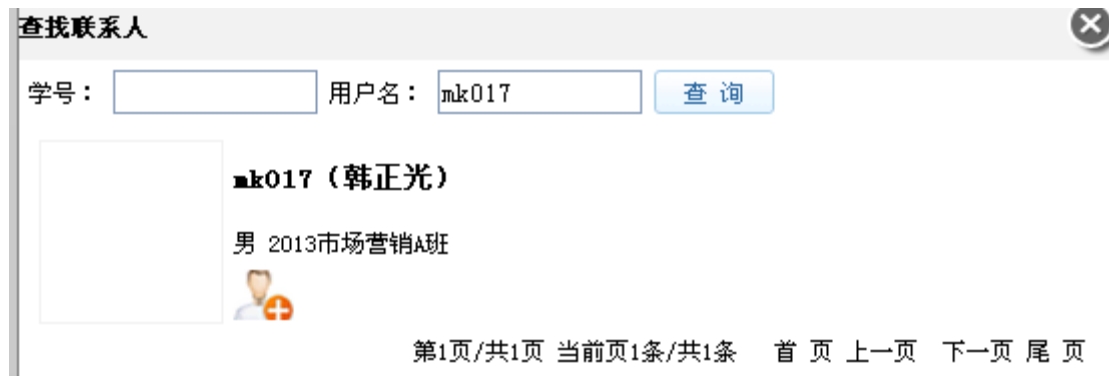 查找联系人
学号： 用户名： mk017 查 询
mk017（韩正光）
男 2013市场营销A班
第1页/共1页 当前页1条/共1条 首 页 上一页 下一页 尾 页